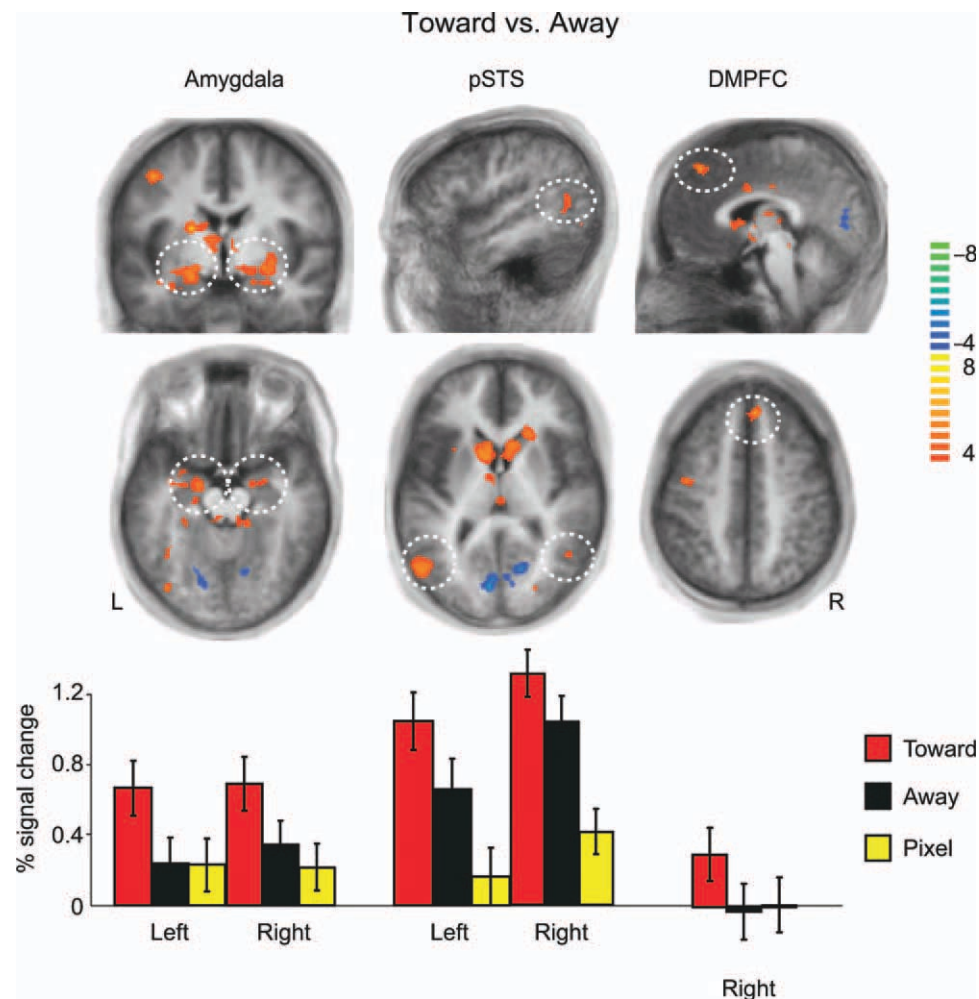 Toward vs. Away
Amygdala pSTS DMPFC
–8
–4
8
4
L R
% signal change
1.2
0.8
0.4
0
Left Right Left Right
Right
Toward
Away
Pixel